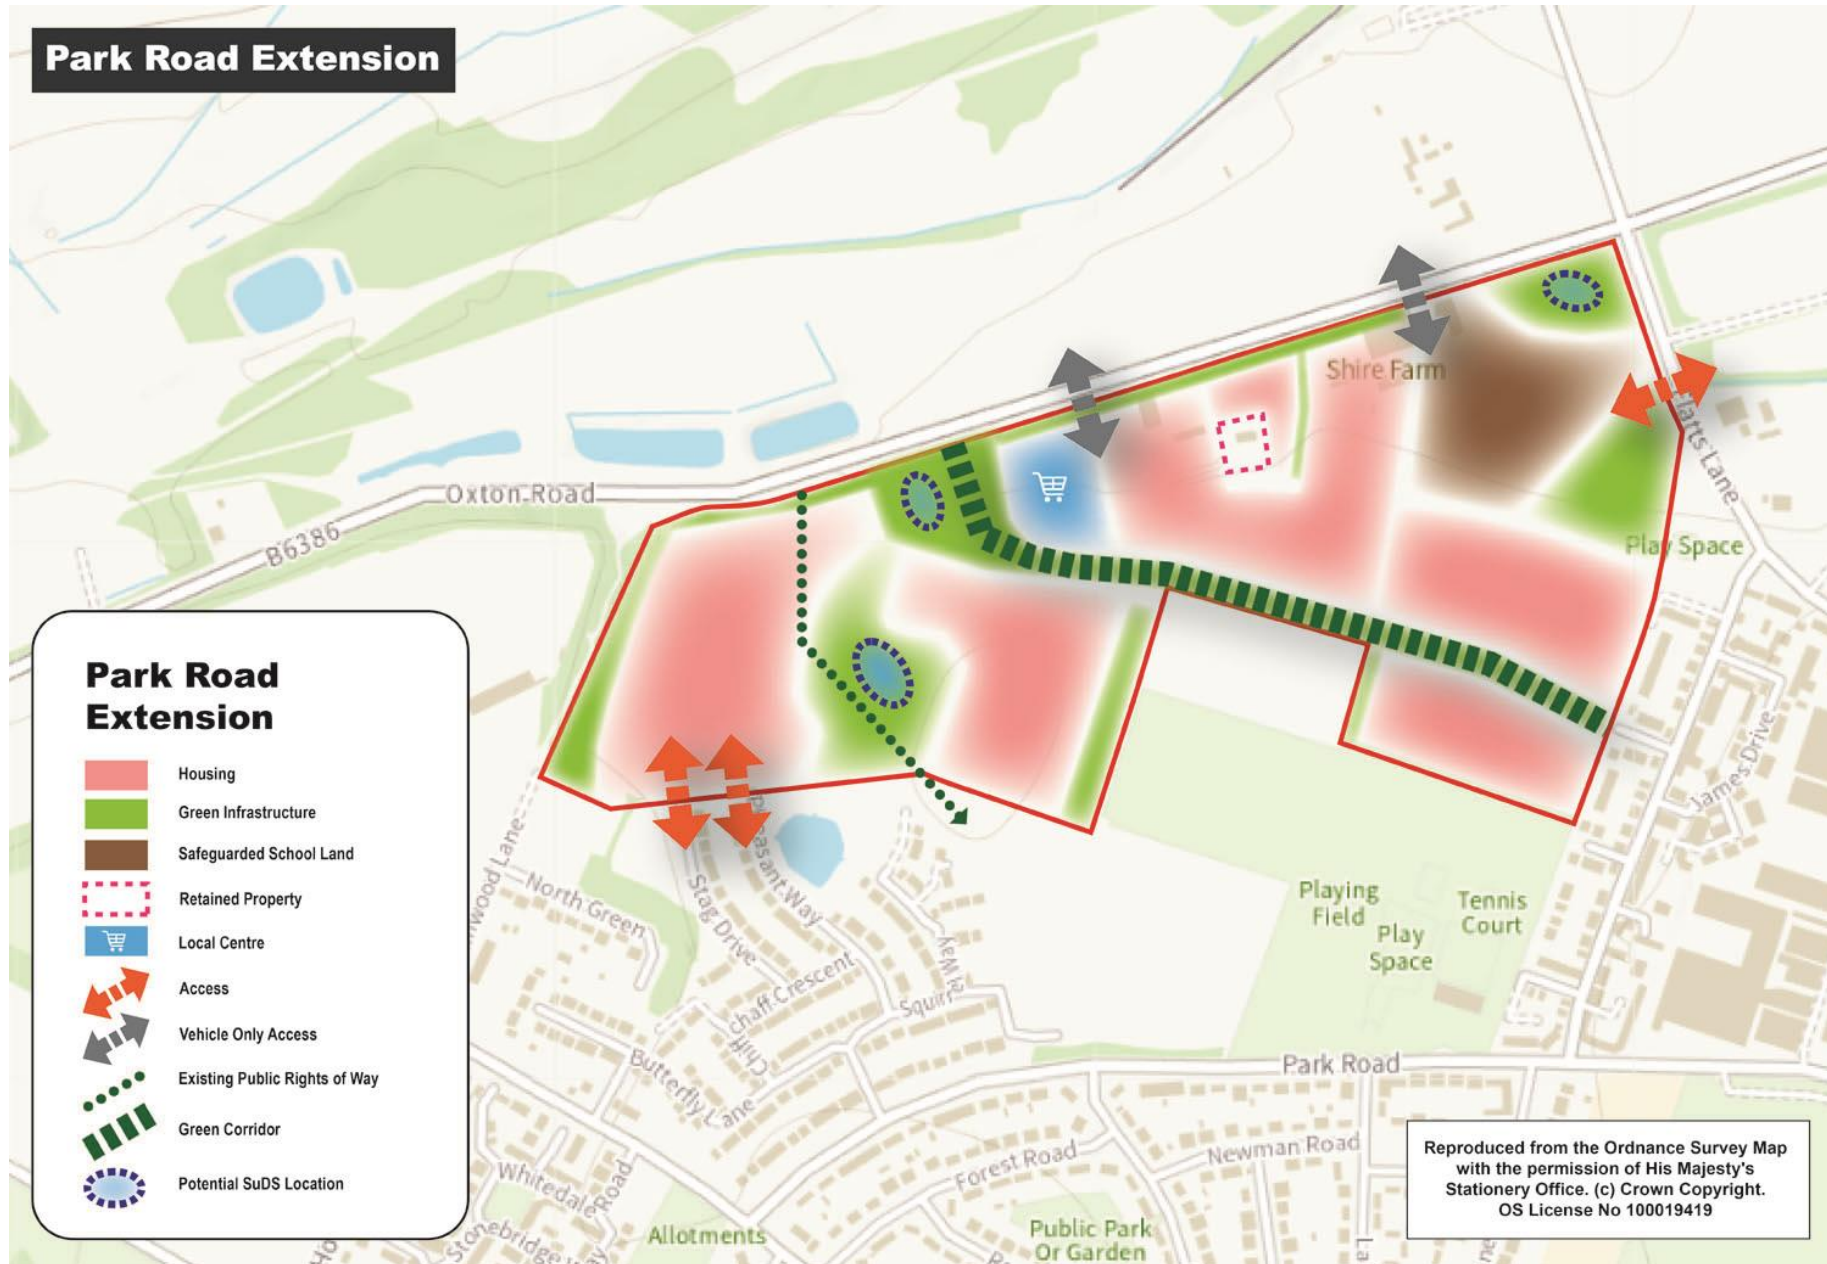 Park Road Extension
Shire Farm
Oxton Road
B6386
Play Space
Park Road
Extension
Housing
Green Infrastructure
Safeguarded School Land
Retained Property
Local Centre
Access
Vehicle Only Access
Existing Public Rights of Way
Green Corridor
Potential SuDS Location
Lane
James Drive
North Green
Stag Drive
Way
Crescent
Way
Butterfly Lane
Playing
Field
Tennis
Court
Play
Space
Park Road
Forest Road
Newman Road
Whitedale Road
Allotments
Public Park
Or Garden
Reproduced from the Ordnance Survey Map
with the permission of His Majesty's
Stationery Office. (c) Crown Copyright.
OS License No 100019419